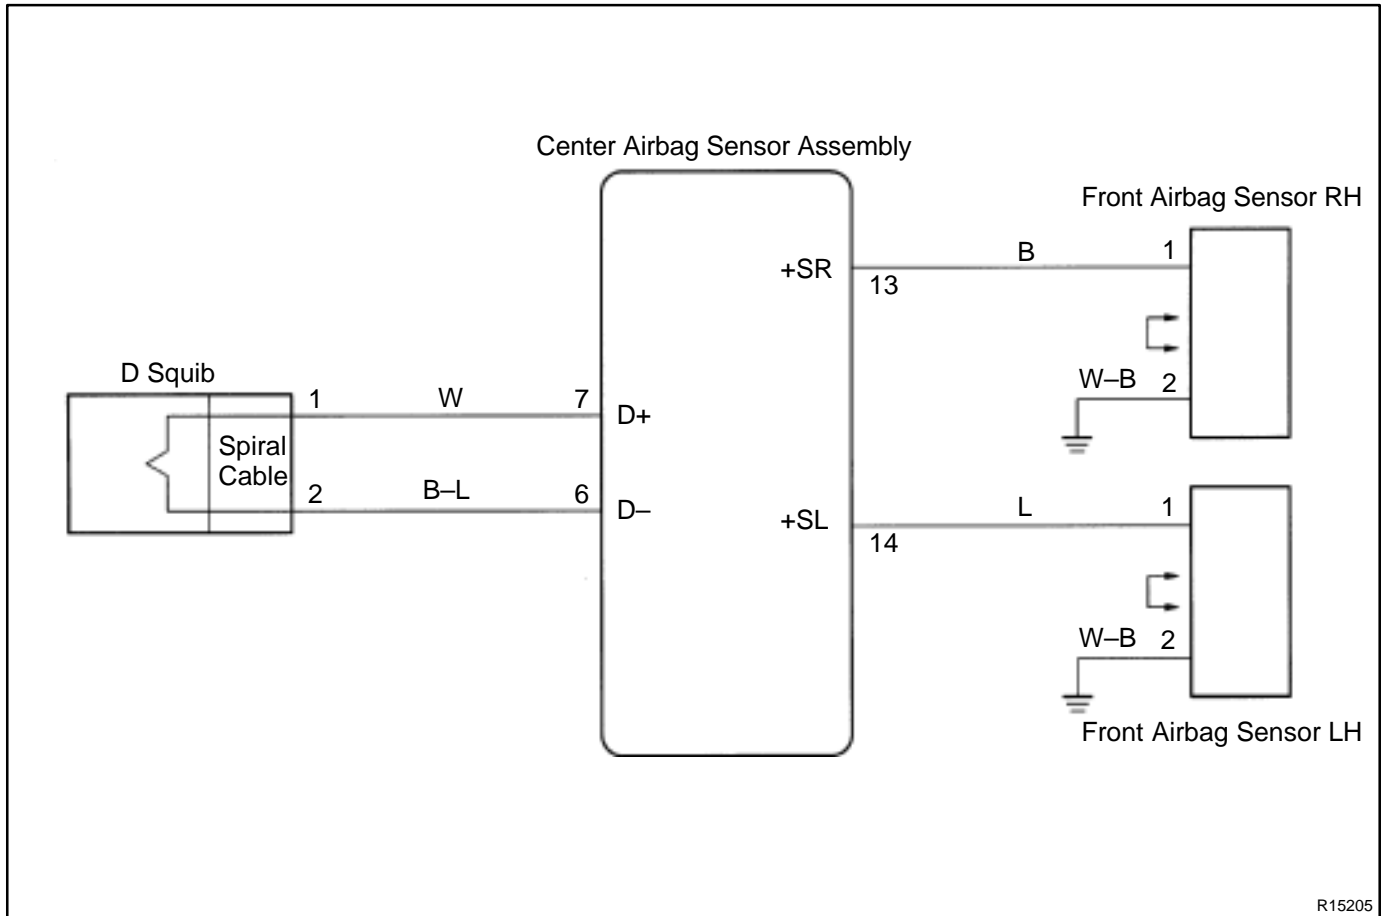 Center Airbag Sensor Assembly
Front Airbag Sensor RH
+SR
13
B
1
W–B
2
D Squib
Spiral
Cable
1
W
7
D+
2
B–L
6
D–
+SL
14
L
1
W–B
2
Front Airbag Sensor LH
R15205